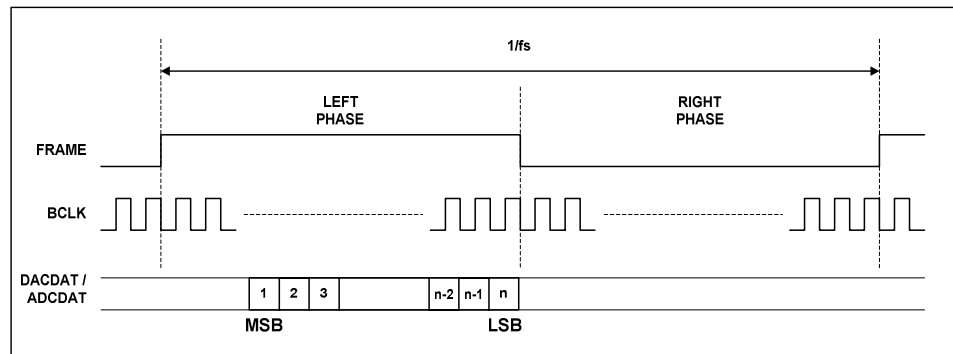 1/fs
LEFT
PHASE
RIGHT
PHASE
FRAME
BCLK
DACDAT /
ADCDAT
1 2 3 n-2 n-1 n
MSB LSB